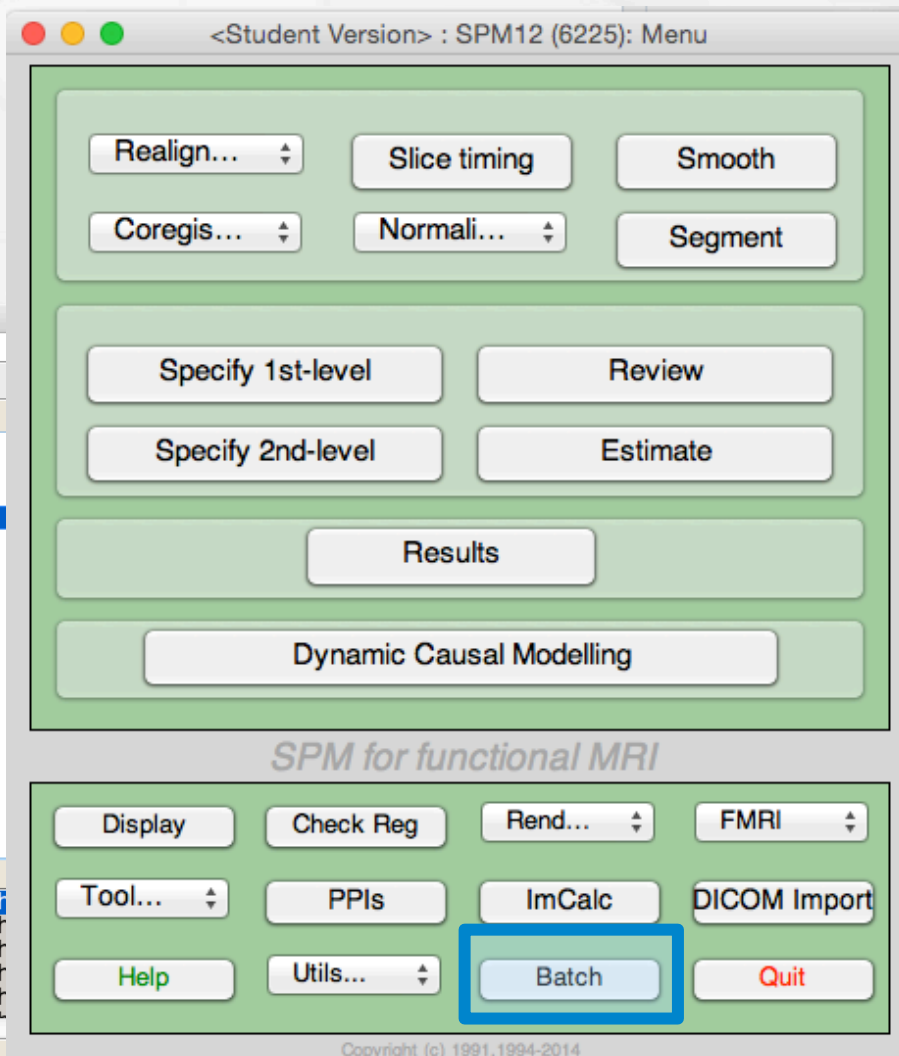 <Student Version> : SPM12 (6225): Menu
Realign... Slice timing Smooth
Coregis... Normali... Segment
Specify 1st-level Review
Specify 2nd-level Estimate
Results
Dynamic Causal Modelling
SPM for functional MRI
Display Check Reg Rend... FMRI
Tool... PPIs ImCalc DICOM Import
Help Utils... Batch Quit
Copyright (c) 1991,1994-2014